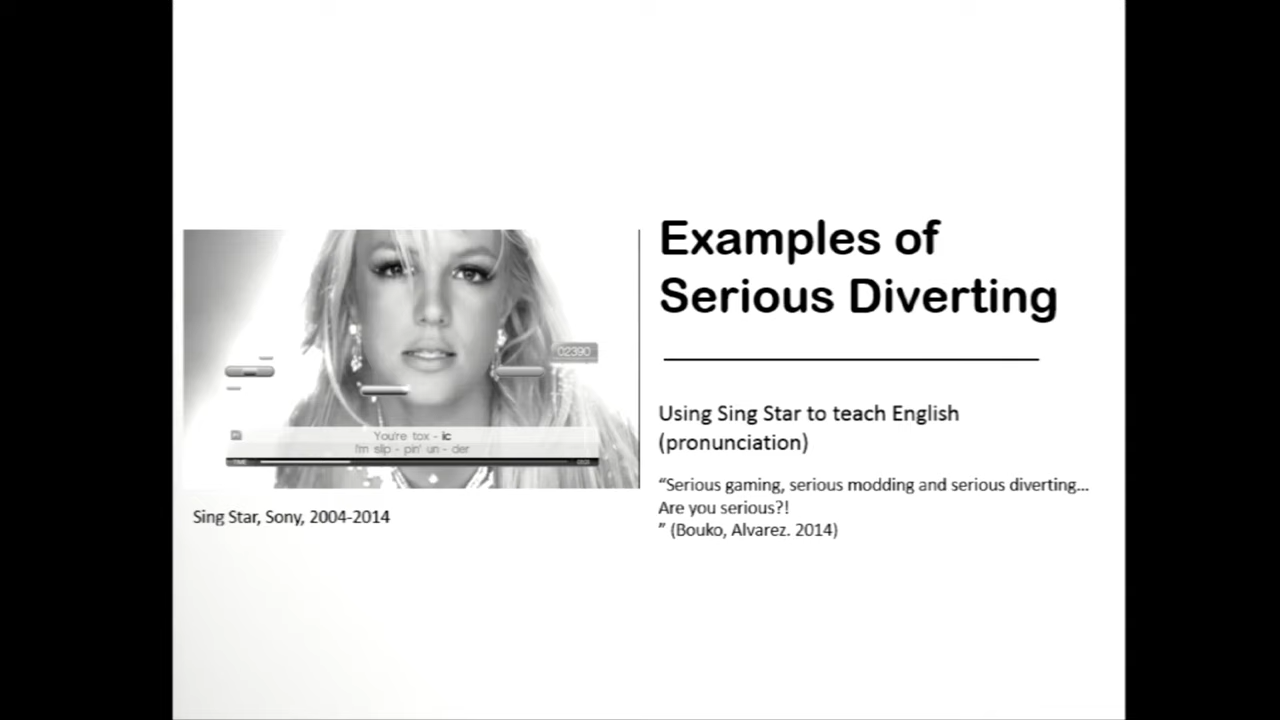 Examples of
Serious Diverting
02390
You're tox - ic
I'm slip - pin' un - der
TIME
Using Sing Star to teach English
(pronunciation)
“Serious gaming, serious modding and serious diverting...
Are you serious?!
” (Bouko, Alvarez. 2014)
Sing Star, Sony, 2004-2014